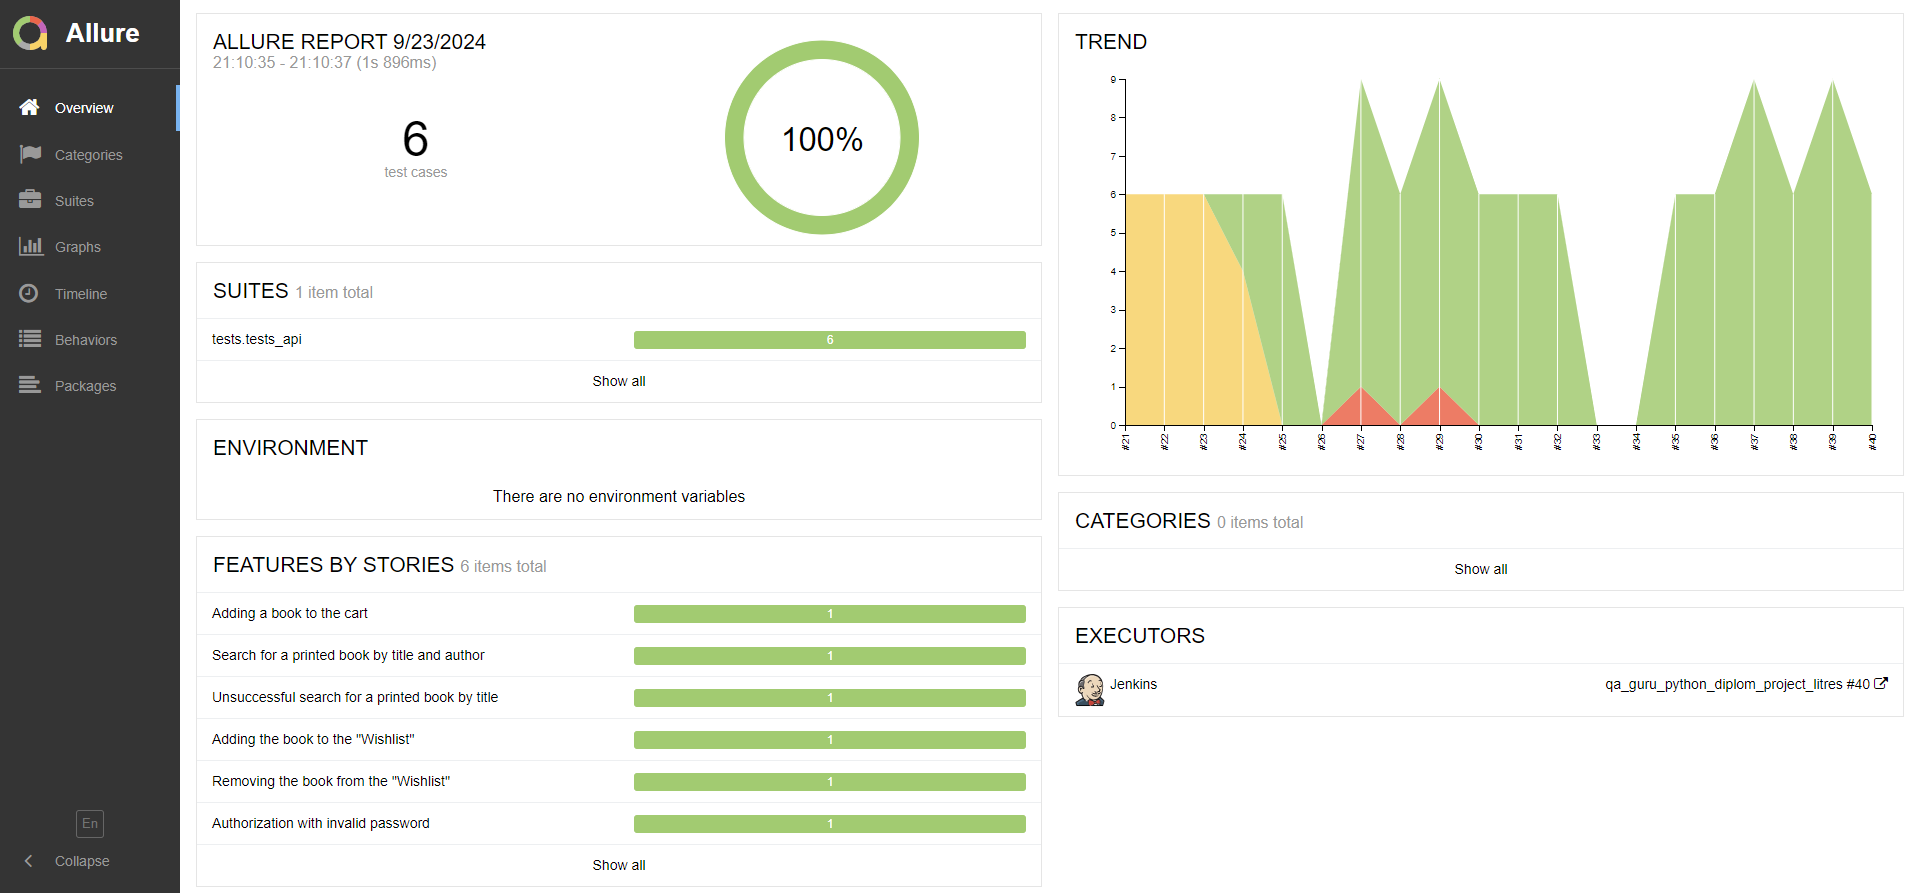 Allure
Overview
Categories
Suites
Graphs
Timeline
Behaviors
Packages
En
Collapse
ALLURE REPORT 9/23/2024
21:10:35 - 21:10:37 (1s 896ms)
6
test cases
100%
SUITES 1 item total
tests.tests_api 6
Show all
ENVIRONMENT
There are no environment variables
FEATURES BY STORIES 6 items total
Adding a book to the cart 1
Search for a printed book by title and author 1
Unsuccessful search for a printed book by title 1
Adding the book to the "Wishlist" 1
Removing the book from the "Wishlist" 1
Authorization with invalid password 1
Show all
TREND
9
8
7
6
5
4
3
2
1
0
#21 #22 #23 #24 #25 #26 #27 #28 #29 #30 #31 #32 #33 #34 #35 #36 #37 #38 #39 #40
CATEGORIES 0 items total
Show all
EXECUTORS
Jenkins qa_guru_python_diplom_project_litres #40